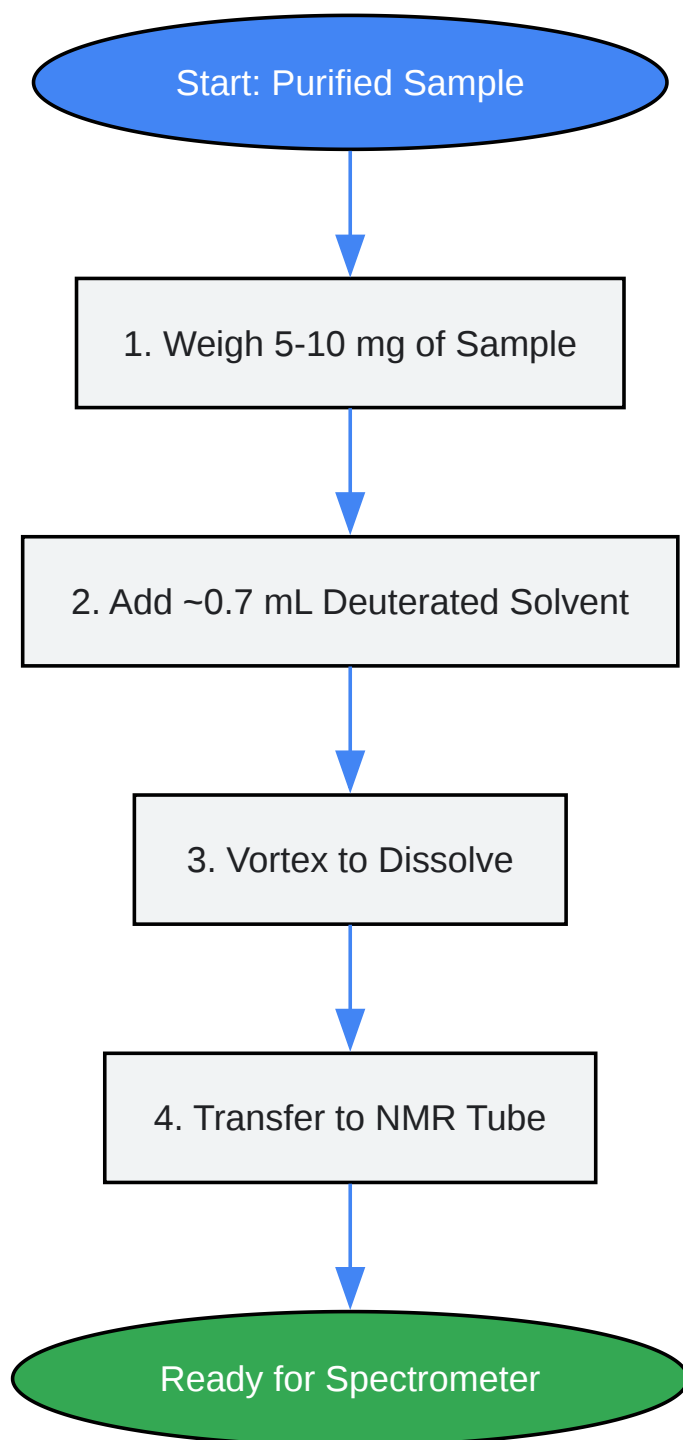 Start: Purified Sample
1. Weigh 5-10 mg of Sample
2. Add ~0.7 mL Deuterated Solvent
3. Vortex to Dissolve
4. Transfer to NMR Tube
Ready for Spectrometer